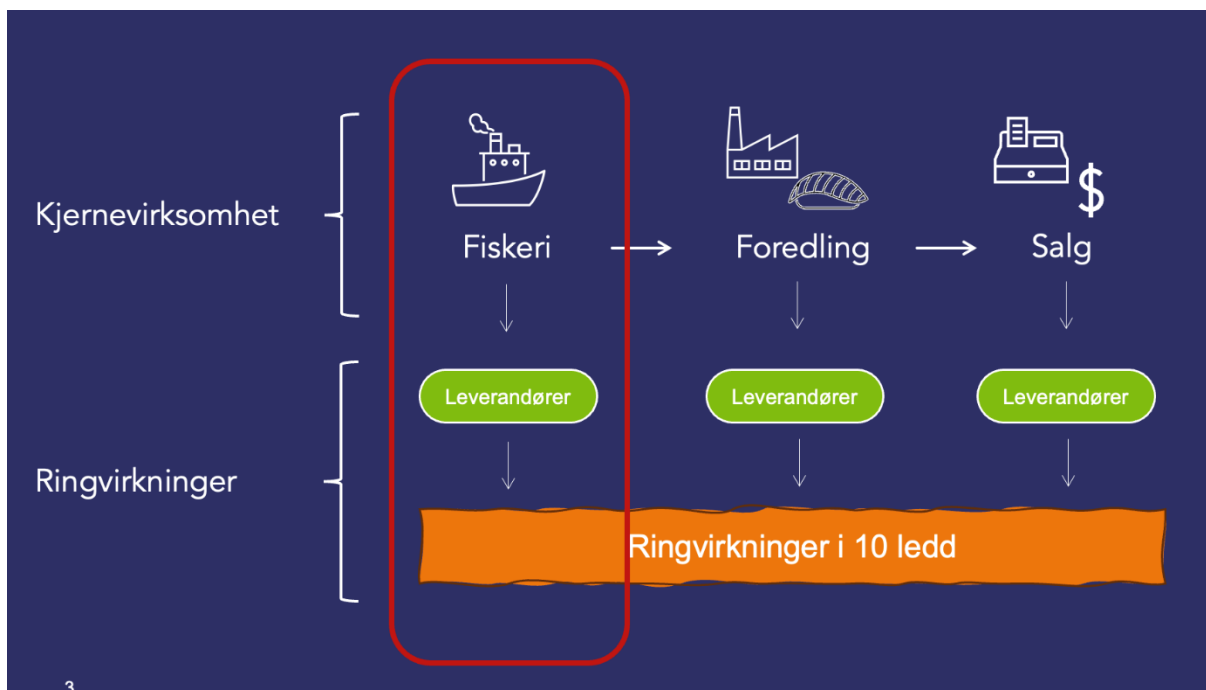 Kjernevirksomhet
$
Fiskeri
Foredling
Salg
Leverandører
Leverandører
Leverandører
Ringvirkninger
Ringvirkninger i 10 ledd
3